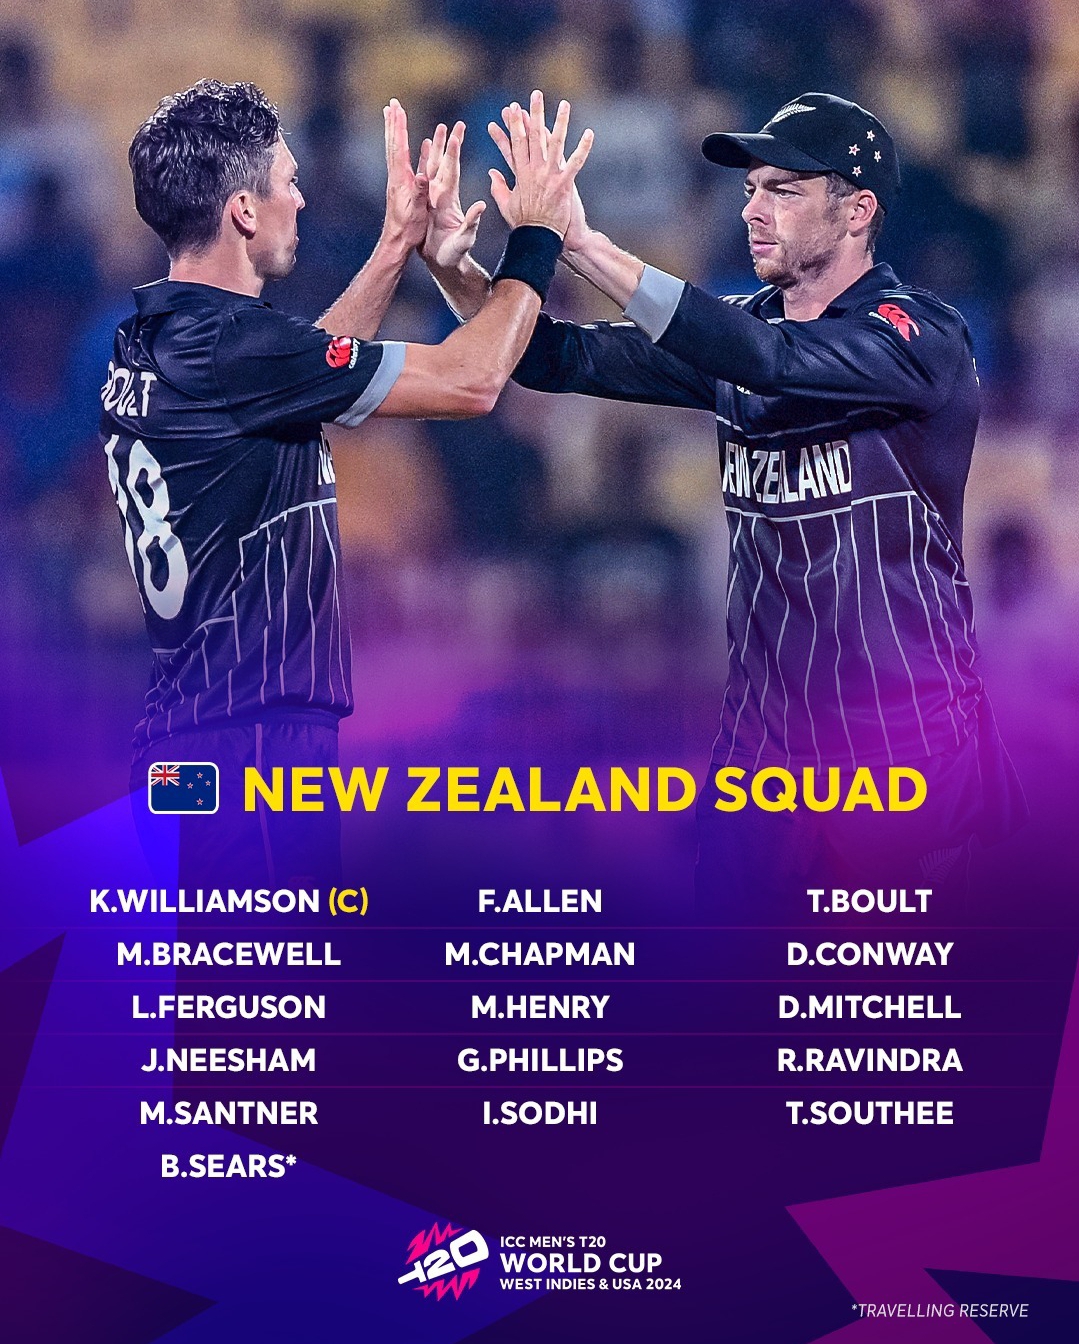 BOULT
18
NEW ZEALAND
NEW ZEALAND SQUAD
K.WILLIAMSON (C) F.ALLEN T.BOULT
M.BRACEWELL M.CHAPMAN D.CONWAY
L.FERGUSON M.HENRY D.MITCHELL
J.NEESHAM G.PHILLIPS R.RAVINDRA
M.SANTNER I.SODHI T.SOUTHEE
B.SEARS*
T20
ICC MEN'S T20
WORLD CUP
WEST INDIES & USA 2024
*TRAVELLING RESERVE